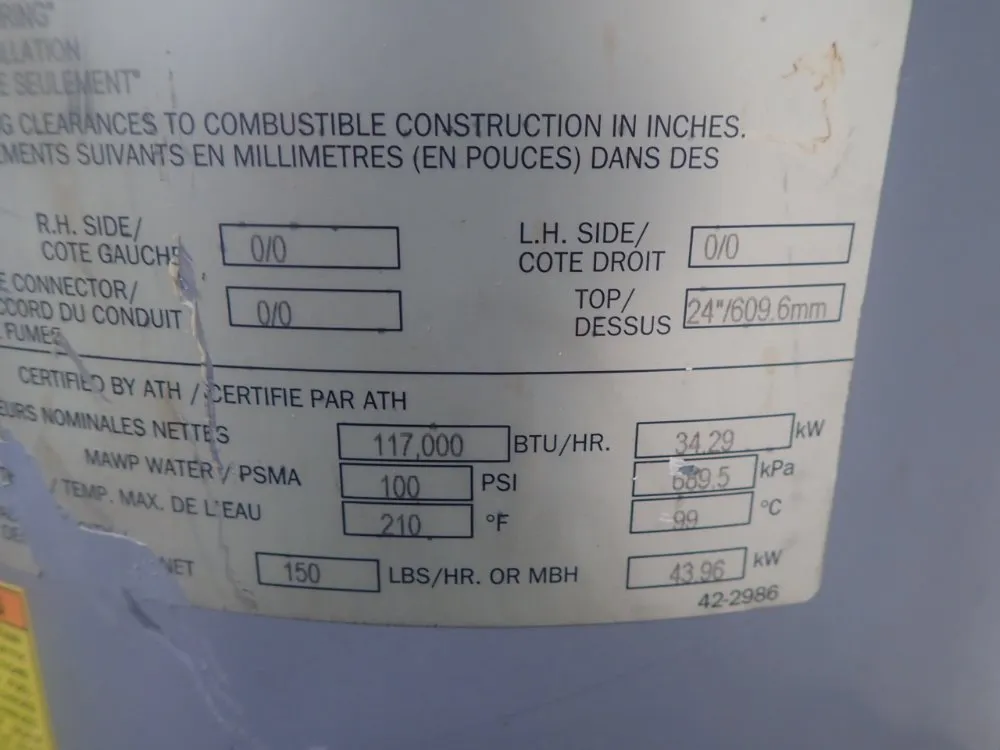 RING"
LLATION
E SEULEMENT"
G CLEARANCES TO COMBUSTIBLE CONSTRUCTION IN INCHES.
EMENTS SUIVANTS EN MILLIMETRES (EN POUCES) DANS DES
R.H. SIDE/ 0/0 L.H. SIDE/ 0/0
COTE GAUCHE COTE DROIT
E CONNECTOR/ 0/0 TOP/ 24"/609.6mm
CCORD DU CONDUIT DESSUS
FUMEE
CERTIFIED BY ATH / CERTIFIE PAR ATH
EURS NOMINALES NETTES 117,000 BTU/HR. 34.29 kW
MAWP WATER / PSMA 100 PSI 689.5 kPa
/ TEMP. MAX. DE L'EAU 210 °F 99 °C
NET 150 LBS/HR. OR MBH 43.96 kW
42-2986